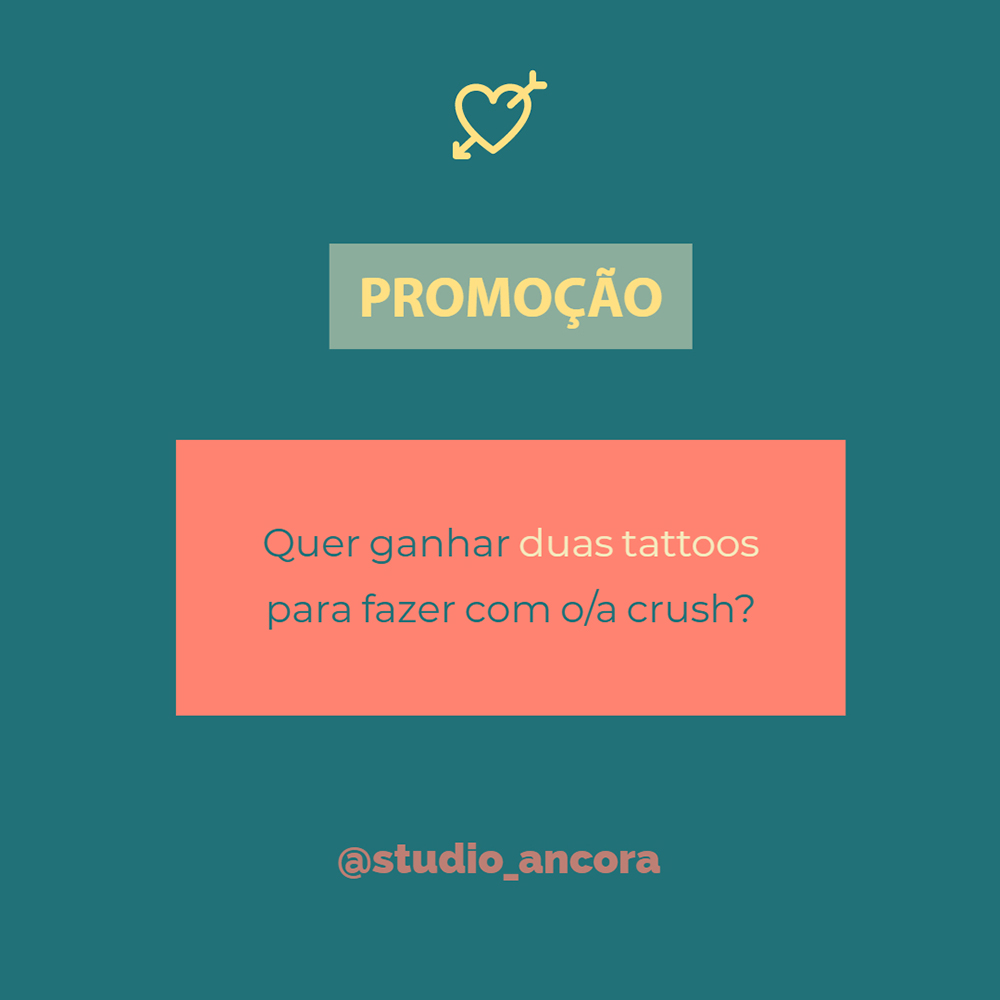 PROMOÇÃO
Quer ganhar duas tattoos
para fazer com o/a crush?
@studio_ancora